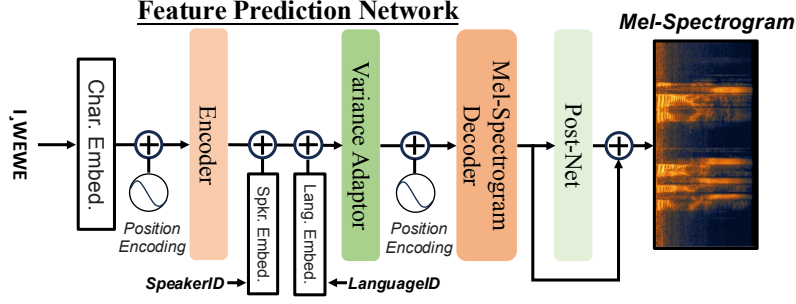 Feature Prediction Network
Mel-Spectrogram
I¸WEWE
Char. Embed.
Position
Encoding
Encoder
Spkr. Embed.
Lang. Embed.
SpeakerID
LanguageID
Variance Adaptor
Position
Encoding
Mel-Spectrogram
Decoder
Post-Net